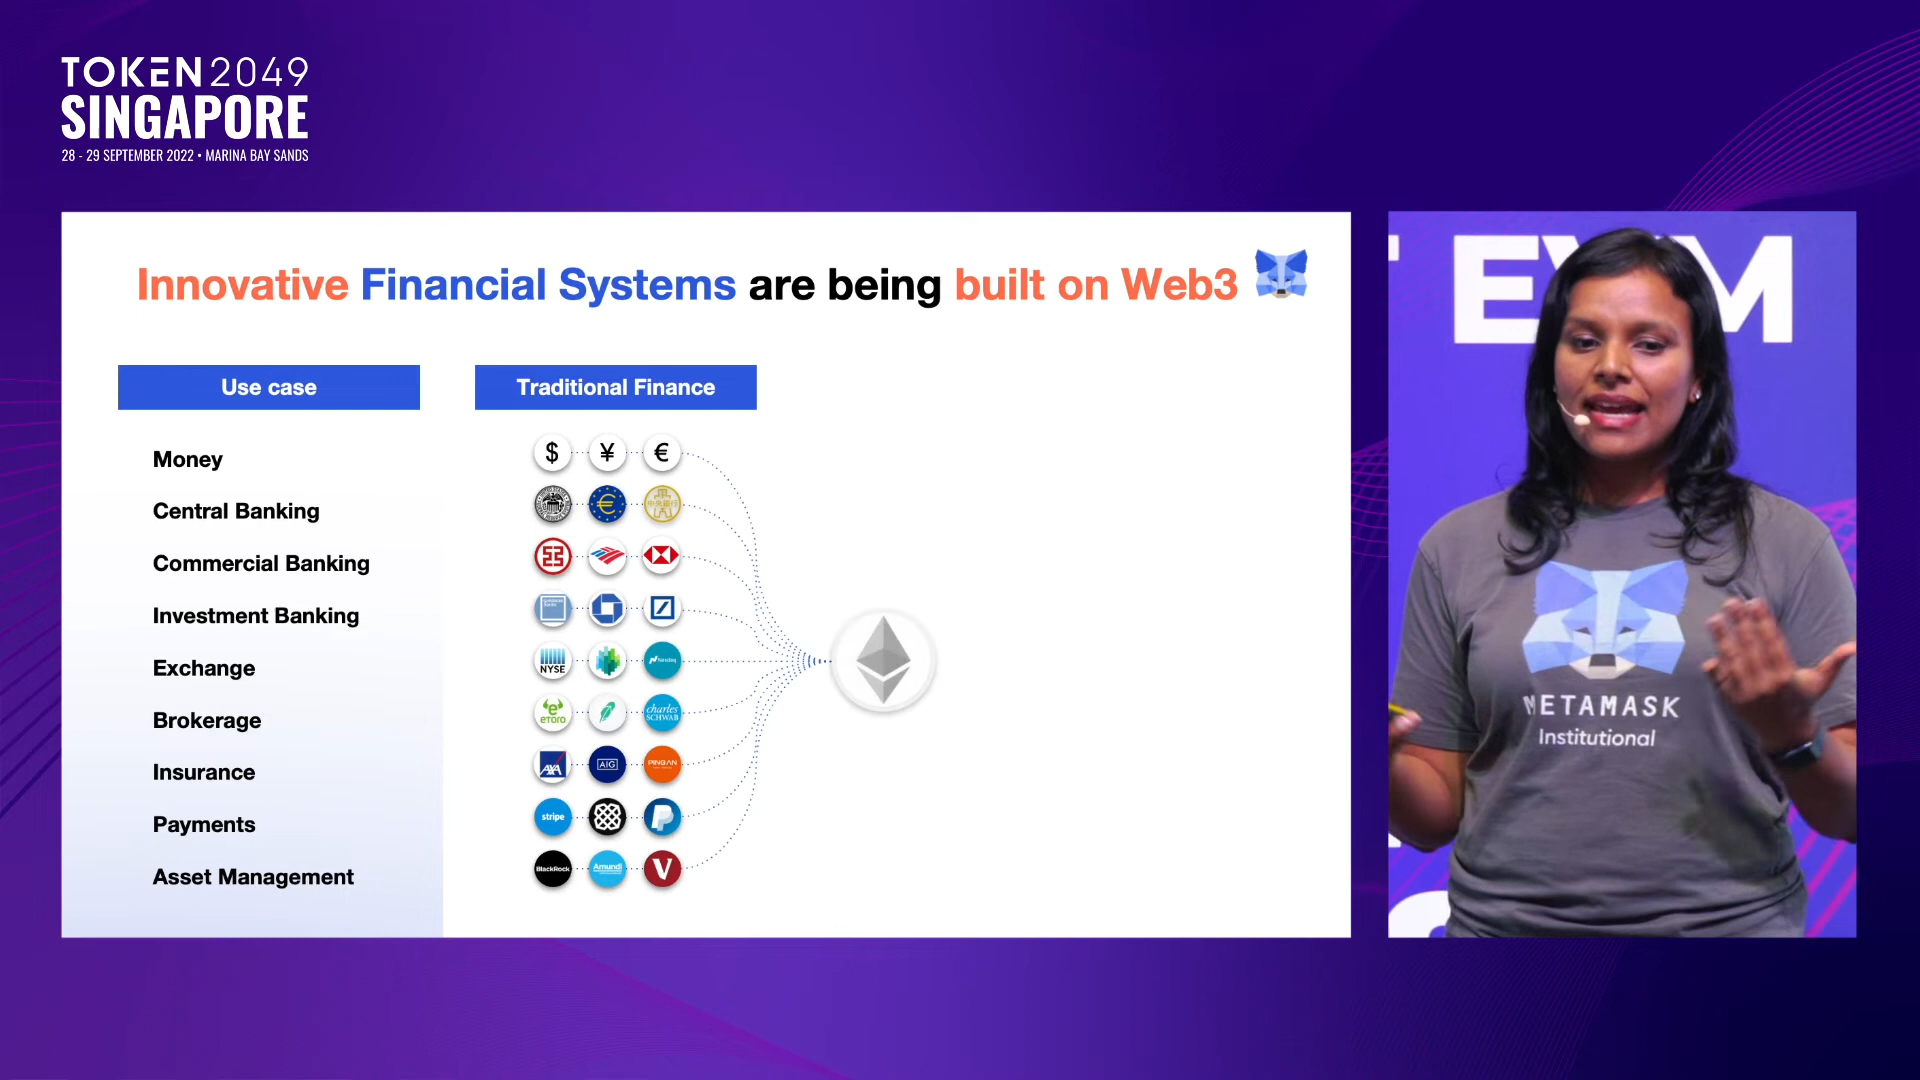 TOKEN2049
SINGAPORE
28 - 29 SEPTEMBER 2022 • MARINA BAY SANDS
Innovative Financial Systems are being built on Web3
Use case
Traditional Finance
Money
$ ¥ €
Central Banking
€
Commercial Banking
Investment Banking
Exchange
NYSE
Nasdaq
Brokerage
eToro
charles
SCHWAB
Insurance
AXA
AIG
PINGAN
Payments
stripe
P
Asset Management
BlackRock
Amundi
V
EVM
METAMASK
Institutional